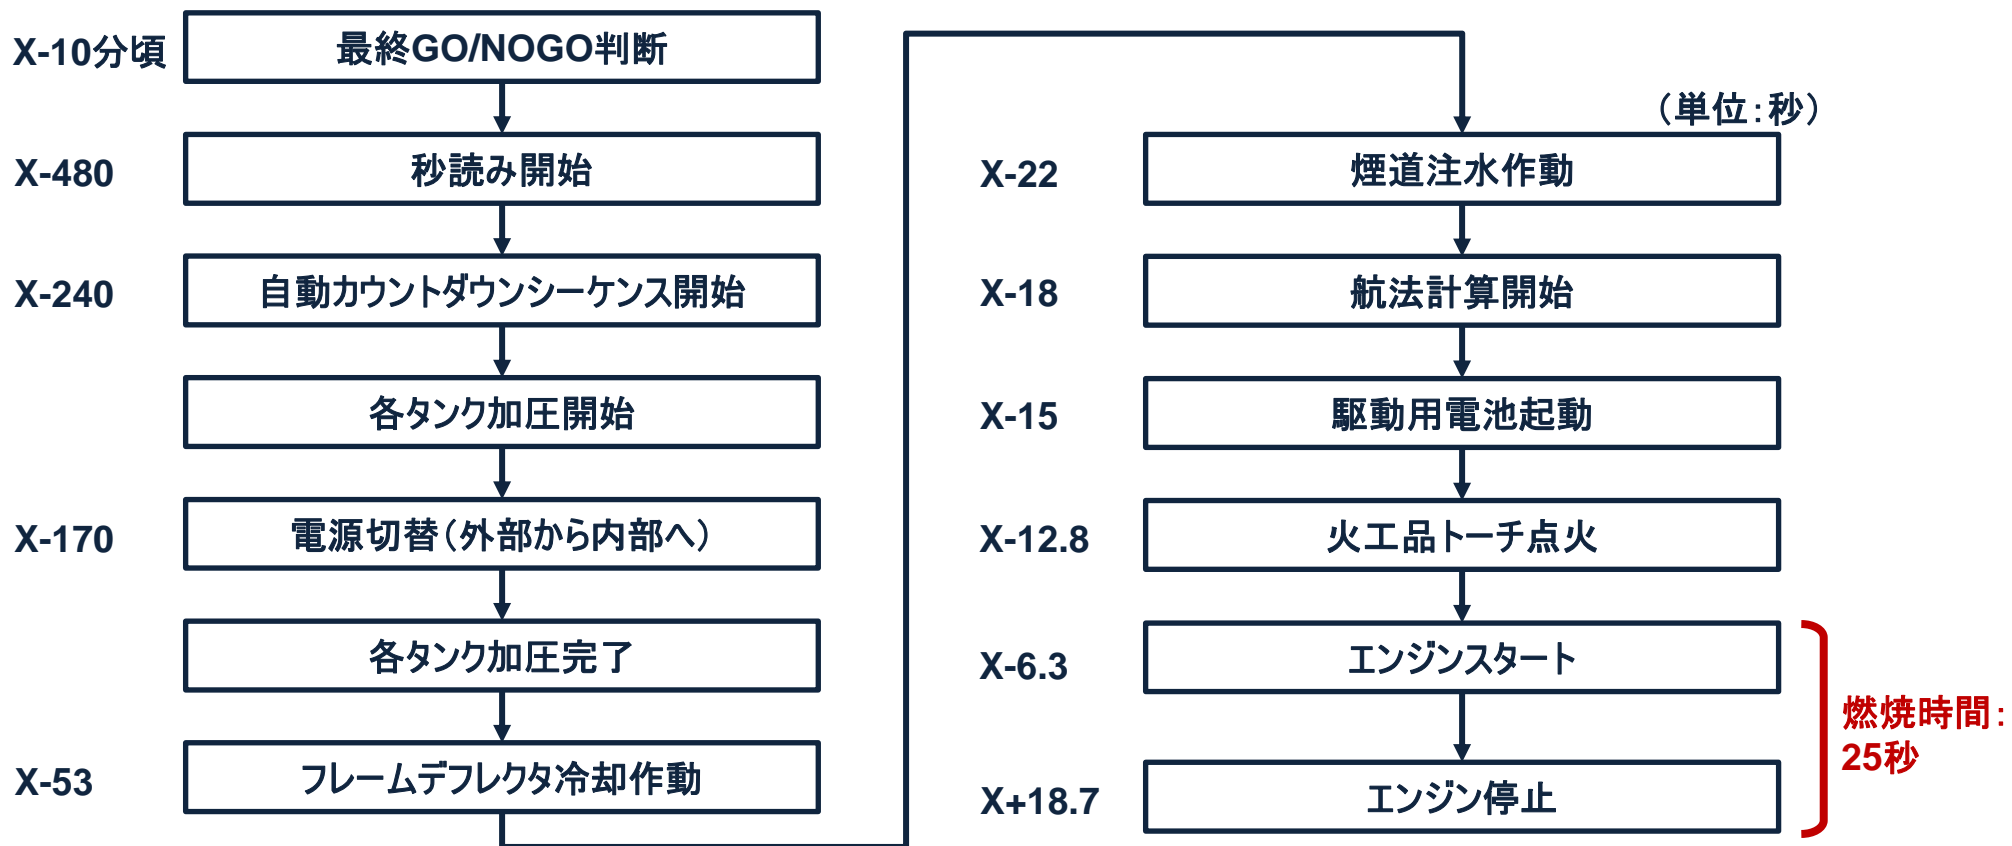 X-10分頃
最終GO/NOGO判断
X-480
秒読み開始
X-240
自動カウントダウンシーケンス開始
各タンク加圧開始
X-170
電源切替（外部から内部へ）
各タンク加圧完了
X-53
フレームデフレクタ冷却作動
（単位：秒）
X-22
煙道注水作動
X-18
航法計算開始
X-15
駆動用電池起動
X-12.8
火工品トーチ点火
X-6.3
エンジンスタート
X+18.7
エンジン停止
燃焼時間：
25秒